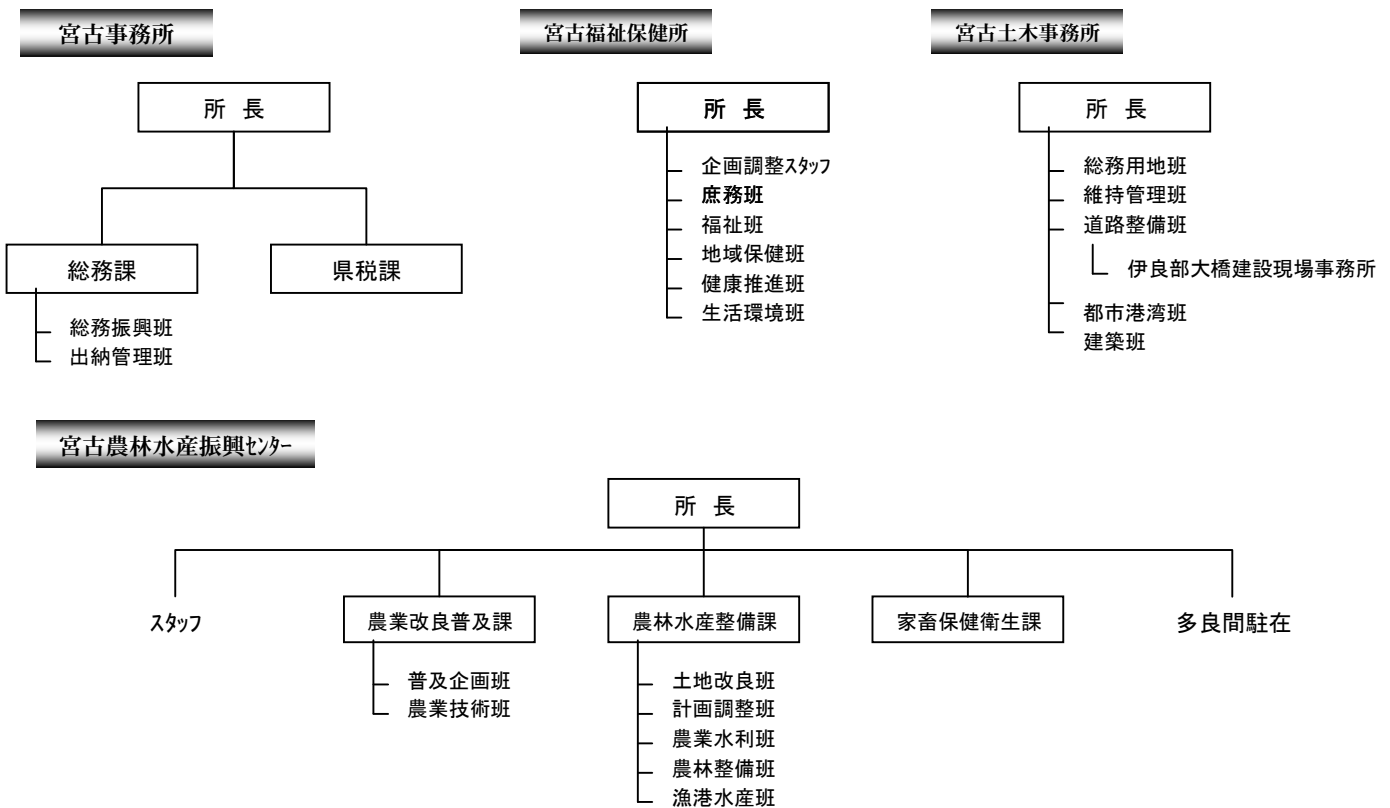 宮古事務所
所 長
総務課
県税課
総務振興班
出納管理班
宮古福祉保健所
所 長
企画調整ｽﾀｯﾌ
庶務班
福祉班
地域保健班
健康推進班
生活環境班
宮古土木事務所
所 長
総務用地班
維持管理班
道路整備班
伊良部大橋建設現場事務所
都市港湾班
建築班
宮古農林水産振興ｾﾝﾀｰ
所 長
ｽﾀｯﾌ
農業改良普及課
農林水産整備課
家畜保健衛生課
多良間駐在
普及企画班
農業技術班
土地改良班
計画調整班
農業水利班
農林整備班
漁港水産班